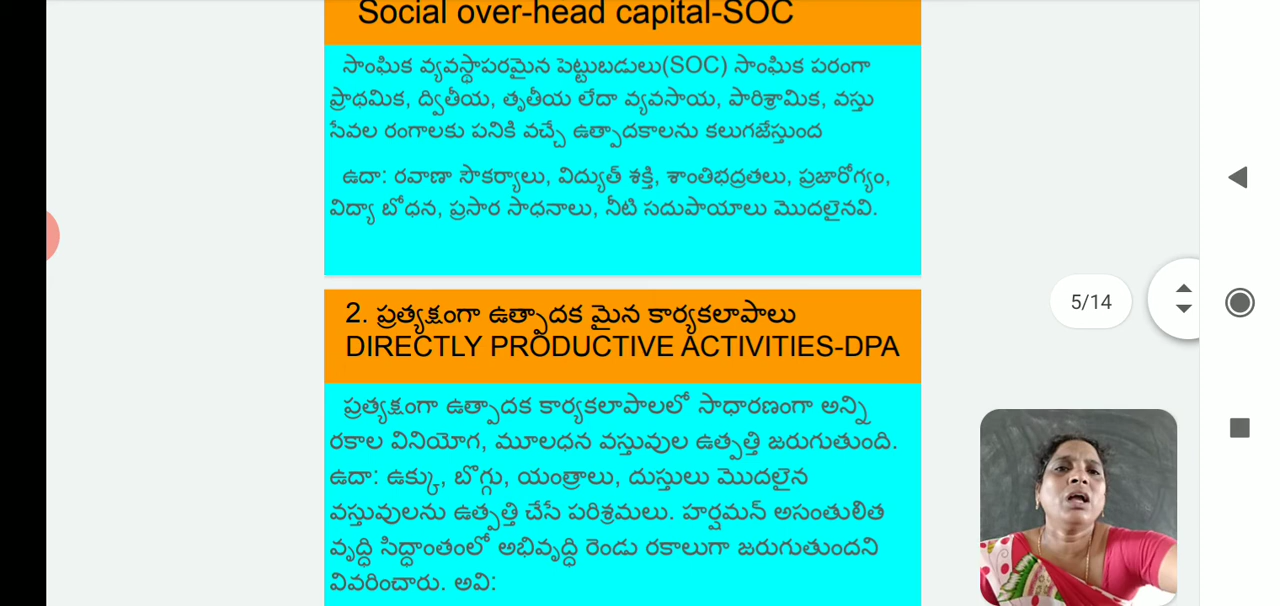 Social over-head capital-SOC
సాంఘిక వ్యవస్థాపరమైన పెట్టుబడులు(SOC) సాంఘిక పరంగా
ప్రాథమిక, ద్వితీయ, తృతీయ లేదా వ్యవసాయ, పారిశ్రామిక, వస్తు
సేవల రంగాలకు పనికి వచ్చే ఉత్పాదకాలను కలుగజేస్తుంద
ఉదా: రవాణా సౌకర్యాలు, విద్యుత్ శక్తి, శాంతిభద్రతలు, ప్రజారోగ్యం,
విద్యా బోధన, ప్రసార సాధనాలు, నీటి సదుపాయాలు మొదలైనవి.
5/14
2. ప్రత్యక్షంగా ఉత్పాదక మైన కార్యకలాపాలు
DIRECTLY PRODUCTIVE ACTIVITIES-DPA
ప్రత్యక్షంగా ఉత్పాదక కార్యకలాపాలలో సాధారణంగా అన్ని
రకాల వినియోగ, మూలధన వస్తువుల ఉత్పత్తి జరుగుతుంది.
ఉదా: ఉక్కు, బొగ్గు, యంత్రాలు, దుస్తులు మొదలైన
వస్తువులను ఉత్పత్తి చేసే పరిశ్రమలు. హర్షమన్ అసంతులిత
వృద్ధి సిద్ధాంతంలో అభివృద్ధి రెండు రకాలుగా జరుగుతుందని
వివరించారు. అవి: